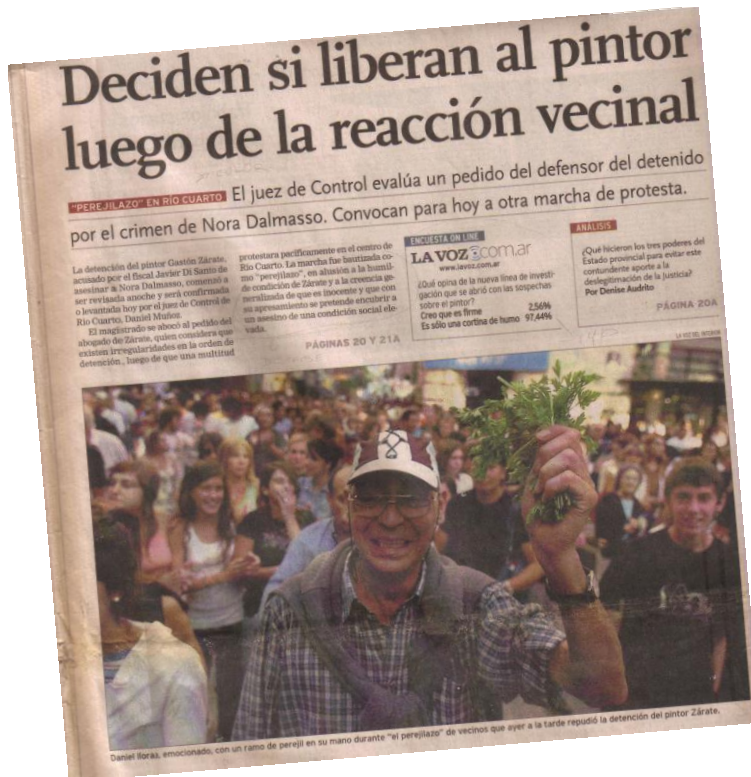 Deciden si liberan al pintor
luego de la reacción vecinal
"PEREJILAZO" EN RÍO CUARTO El juez de Control evalúa un pedido del defensor del detenido
por el crimen de Nora Dalmasso. Convocan para hoy a otra marcha de protesta.
La detención del pintor Gastón Zárate,
acusado por el fiscal Javier Di Santo de
asesinar a Nora Dalmasso, comenzó a
ser revisada anoche y será confirmada
o levantada hoy por el juez de Control de
Río Cuarto, Daniel Muñoz.
El magistrado se abocó al pedido del
abogado de Zárate, quien considera que
existen irregularidades en la orden de
detención, luego de que una multitud
protestara pacíficamente en el centro de
Río Cuarto. La marcha fue bautizada co-
mo "perejilazo", en alusión a la humil-
de condición de Zárate y a la creencia ge-
neralizada de que es inocente y que con
su apresamiento se pretende encubrir a
un asesino de una condición social ele-
vada.
PÁGINAS 20 Y 21A
ENCUESTA ON LINE
LA VOZ .com.ar
www.lavoz.com.ar
¿Qué opina de la nueva línea de investi-
gación que se abrió con las sospechas
sobre el pintor?
Creo que es firme 2,56%
Es sólo una cortina de humo 97,44%
ANÁLISIS
¿Qué hicieron los tres poderes del
Estado provincial para evitar este
contundente aporte a la
deslegitimación de la Justicia?
Por Denise Audrito
PÁGINA 20A
LA VOZ DEL INTERIOR
Daniel Iloraz, emocionado, con un ramo de perejil en su mano durante "el perejilazo" de vecinos que ayer a la tarde repudió la detención del pintor Zárate.